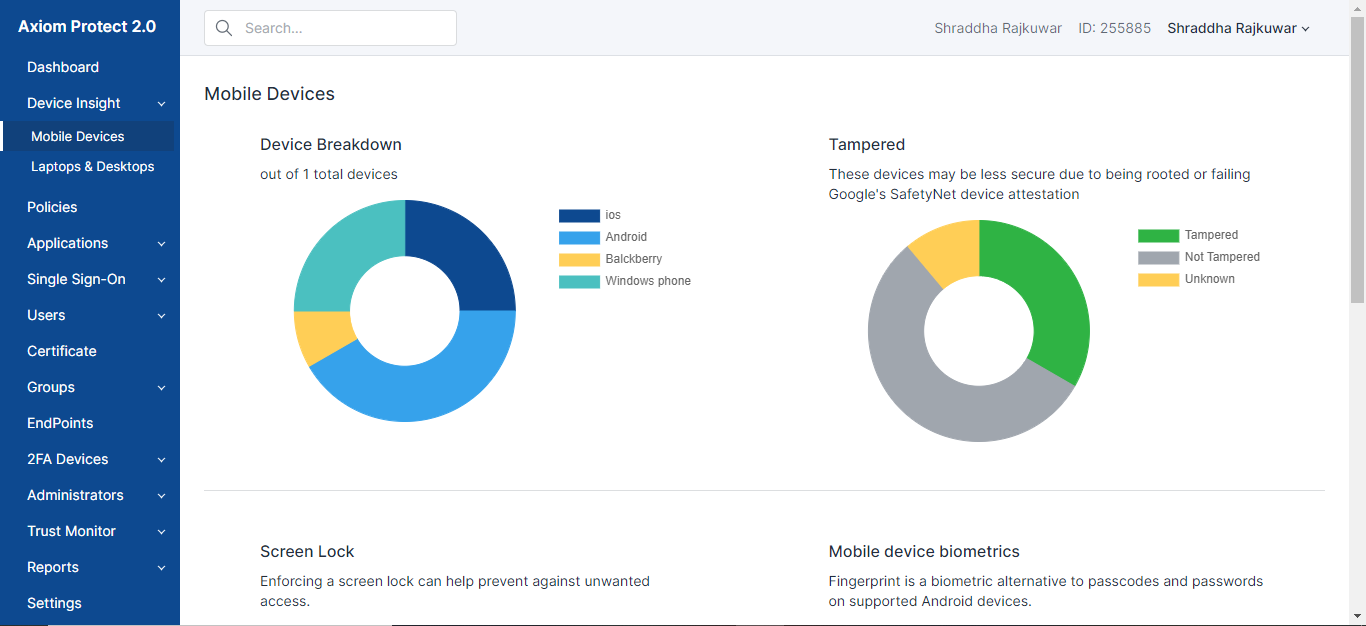 Axiom Protect 2.0
Search...
Shraddha Rajkuwar ID: 255885 Shraddha Rajkuwar
Dashboard
Device Insight
Mobile Devices
Laptops & Desktops
Policies
Applications
Single Sign-On
Users
Certificate
Groups
EndPoints
2FA Devices
Administrators
Trust Monitor
Reports
Settings
Mobile Devices
Device Breakdown
out of 1 total devices
ios
Android
Balckberry
Windows phone
Tampered
These devices may be less secure due to being rooted or failing
Google's SafetyNet device attestation
Tampered
Not Tampered
Unknown
Screen Lock
Enforcing a screen lock can help prevent against unwanted
access.
Mobile device biometrics
Fingerprint is a biometric alternative to passcodes and passwords
on supported Android devices.